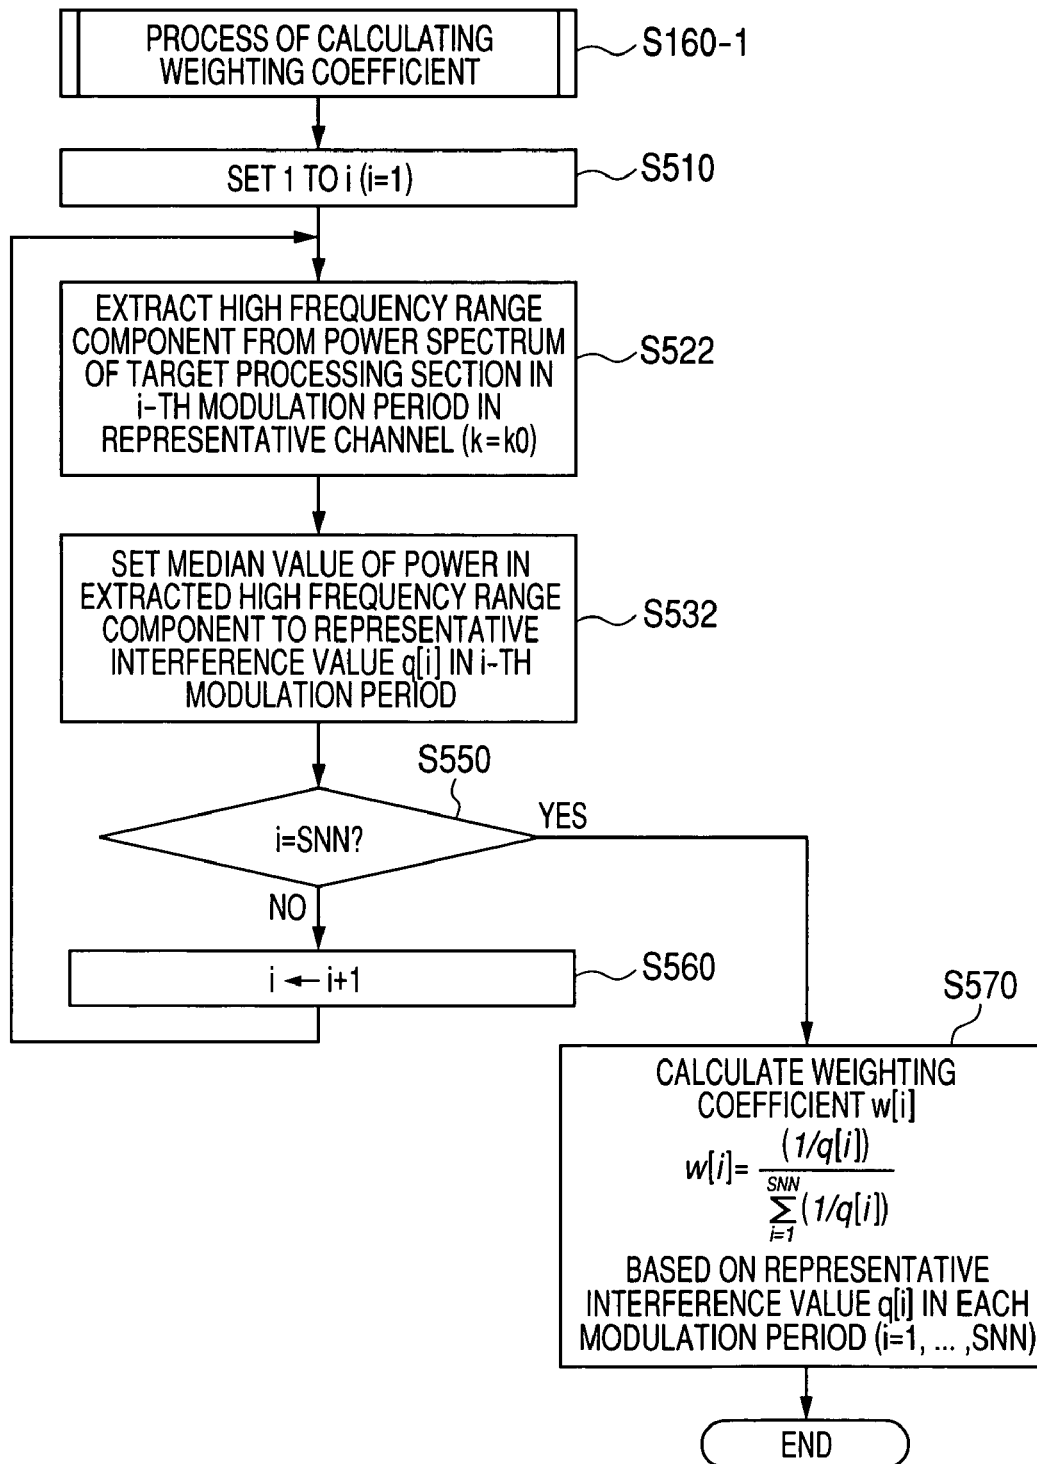 PROCESS OF CALCULATING
WEIGHTING COEFFICIENT
S160-1
SET 1 TO i (i=1)
S510
EXTRACT HIGH FREQUENCY RANGE
COMPONENT FROM POWER SPECTRUM
OF TARGET PROCESSING SECTION IN
i-TH MODULATION PERIOD IN
REPRESENTATIVE CHANNEL (k=k0)
S522
SET MEDIAN VALUE OF POWER IN
EXTRACTED HIGH FREQUENCY RANGE
COMPONENT TO REPRESENTATIVE
INTERFERENCE VALUE q[i] IN i-TH
MODULATION PERIOD
S532
S550
i=SNN?
YES
NO
i ← i+1
S560
S570
CALCULATE WEIGHTING
COEFFICIENT w[i]
w[i]= (1/q[i]) / SNN Σ i=1 (1/q[i])
BASED ON REPRESENTATIVE
INTERFERENCE VALUE q[i] IN EACH
MODULATION PERIOD (i=1, ... ,SNN)
END